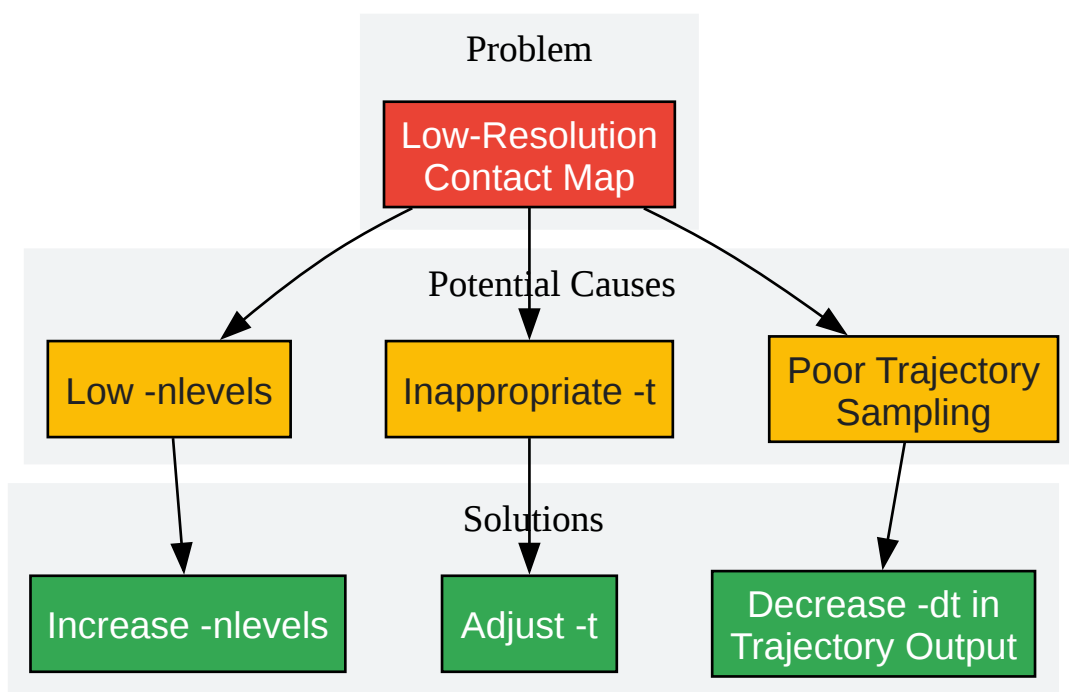 Problem
Low-Resolution
Contact Map
Potential Causes
Low -nlevels
Inappropriate -t
Poor Trajectory
Sampling
Solutions
Increase -nlevels
Adjust -t
Decrease -dt in
Trajectory Output